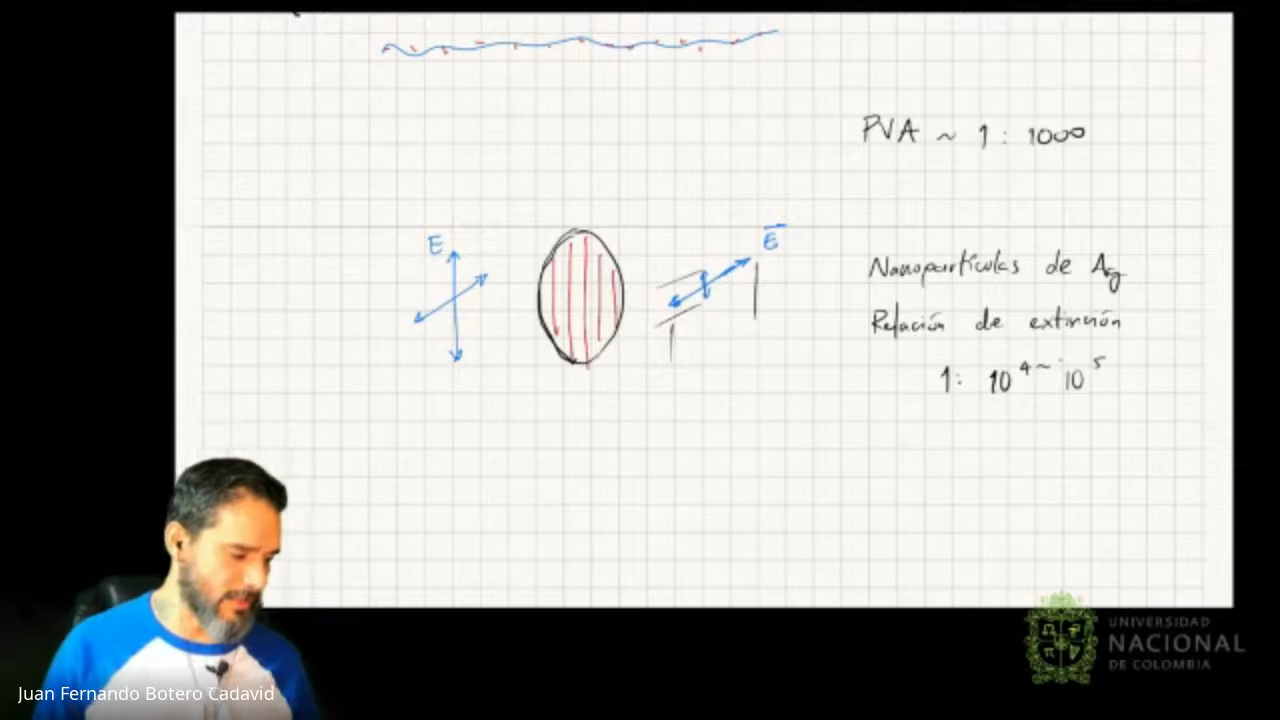 PVA ~ 1 : 1000
E
E
Nanopartículas de Ag
Relación de extinción
1: 10⁴~ 10⁵
UNIVERSIDAD
NACIONAL
DE COLOMBIA
Juan Fernando Botero Cadavid